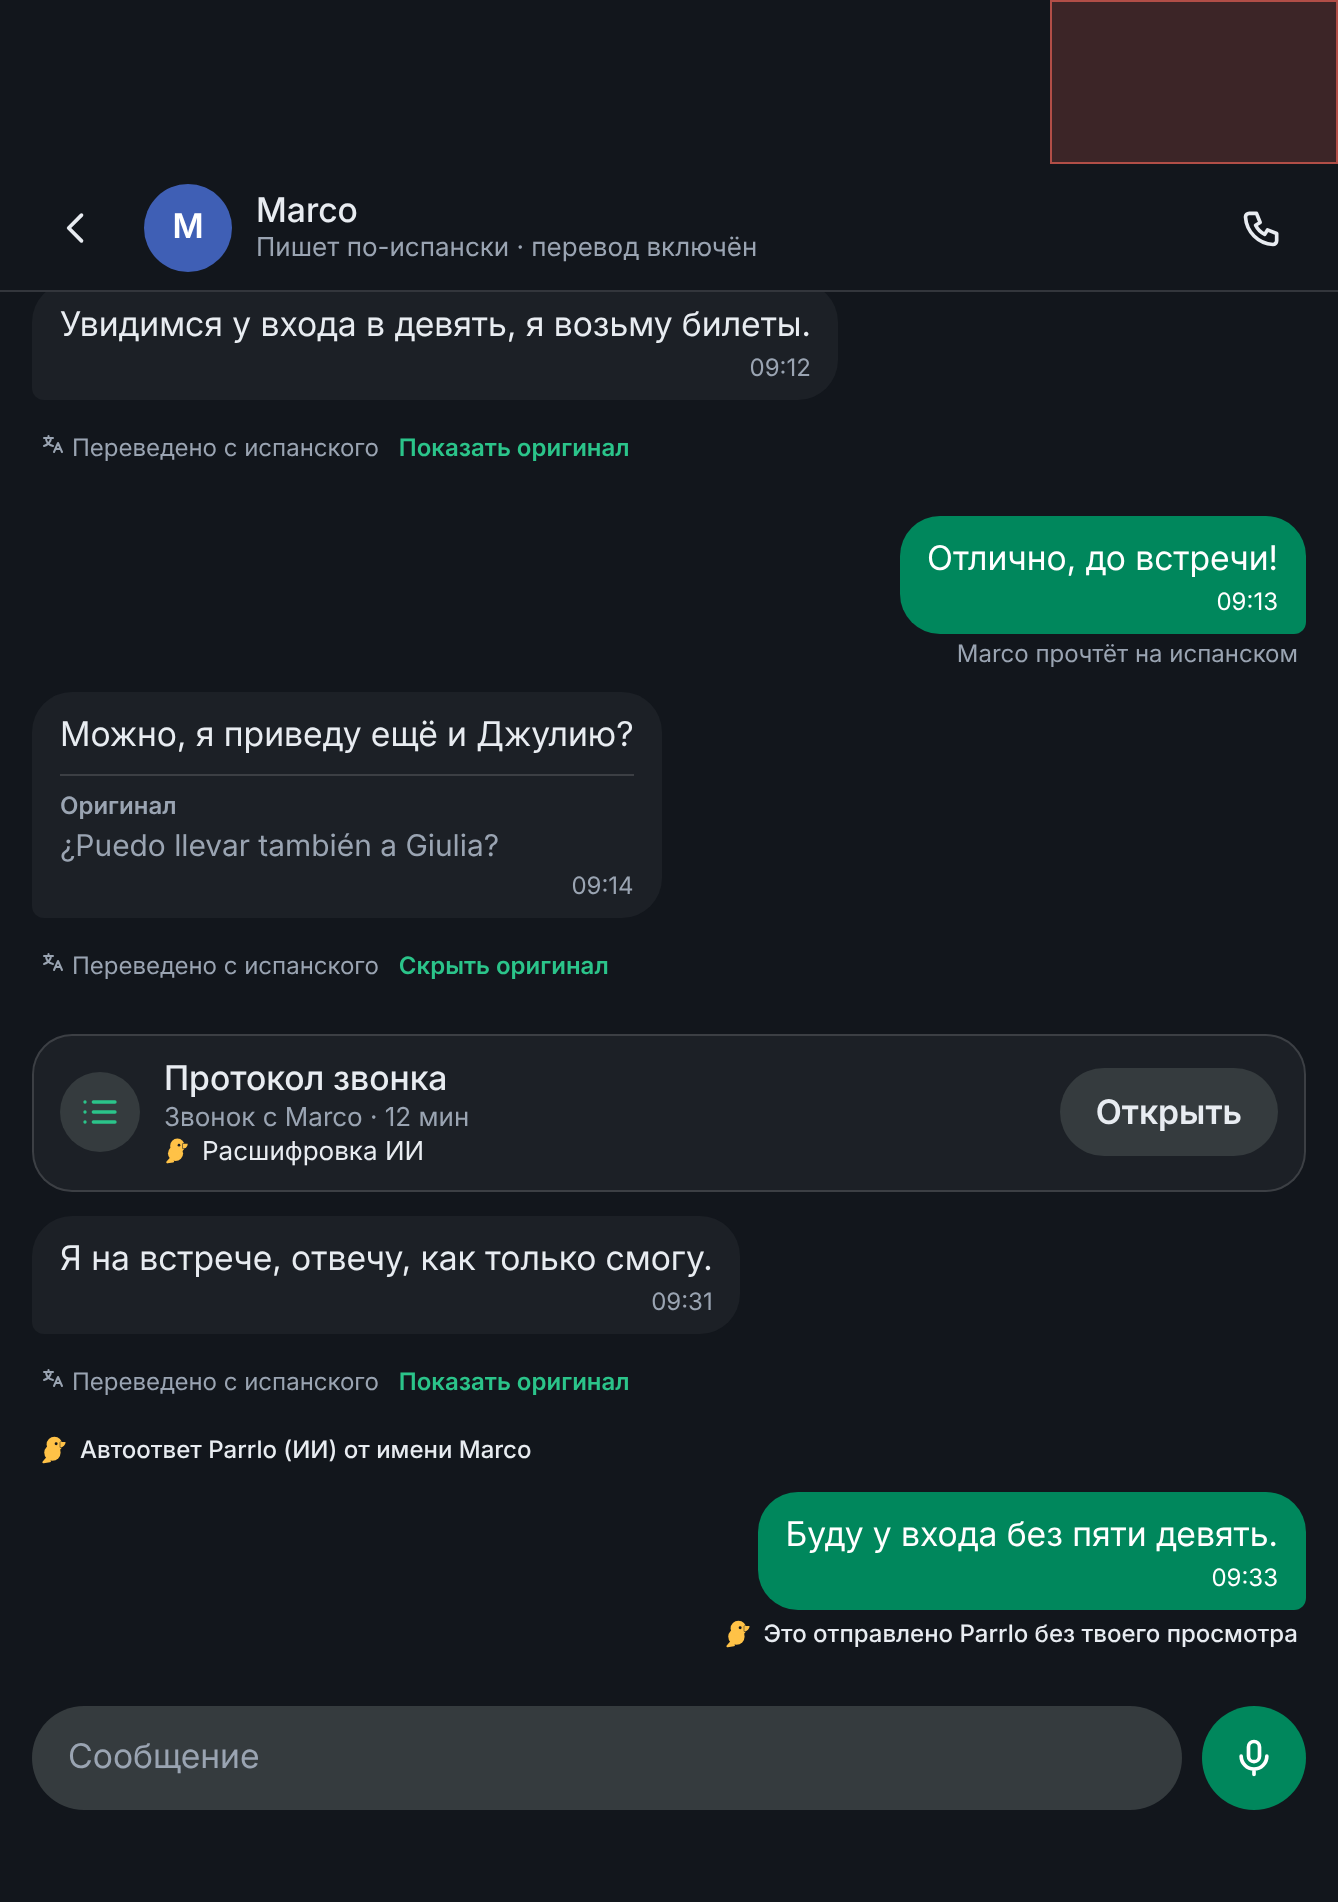 M
Marco
Пишет по-испански · перевод включён
Увидимся у входа в девять, я возьму билеты.
09:12
Переведено с испанского Показать оригинал
Отлично, до встречи!
09:13
Marco прочтёт на испанском
Можно, я приведу ещё и Джулию?
Оригинал
¿Puedo llevar también a Giulia?
09:14
Переведено с испанского Скрыть оригинал
Протокол звонка
Звонок с Marco · 12 мин
Расшифровка ИИ
Открыть
Я на встрече, отвечу, как только смогу.
09:31
Переведено с испанского Показать оригинал
Автоответ Parrlo (ИИ) от имени Marco
Буду у входа без пяти девять.
09:33
Это отправлено Parrlo без твоего просмотра
Сообщение